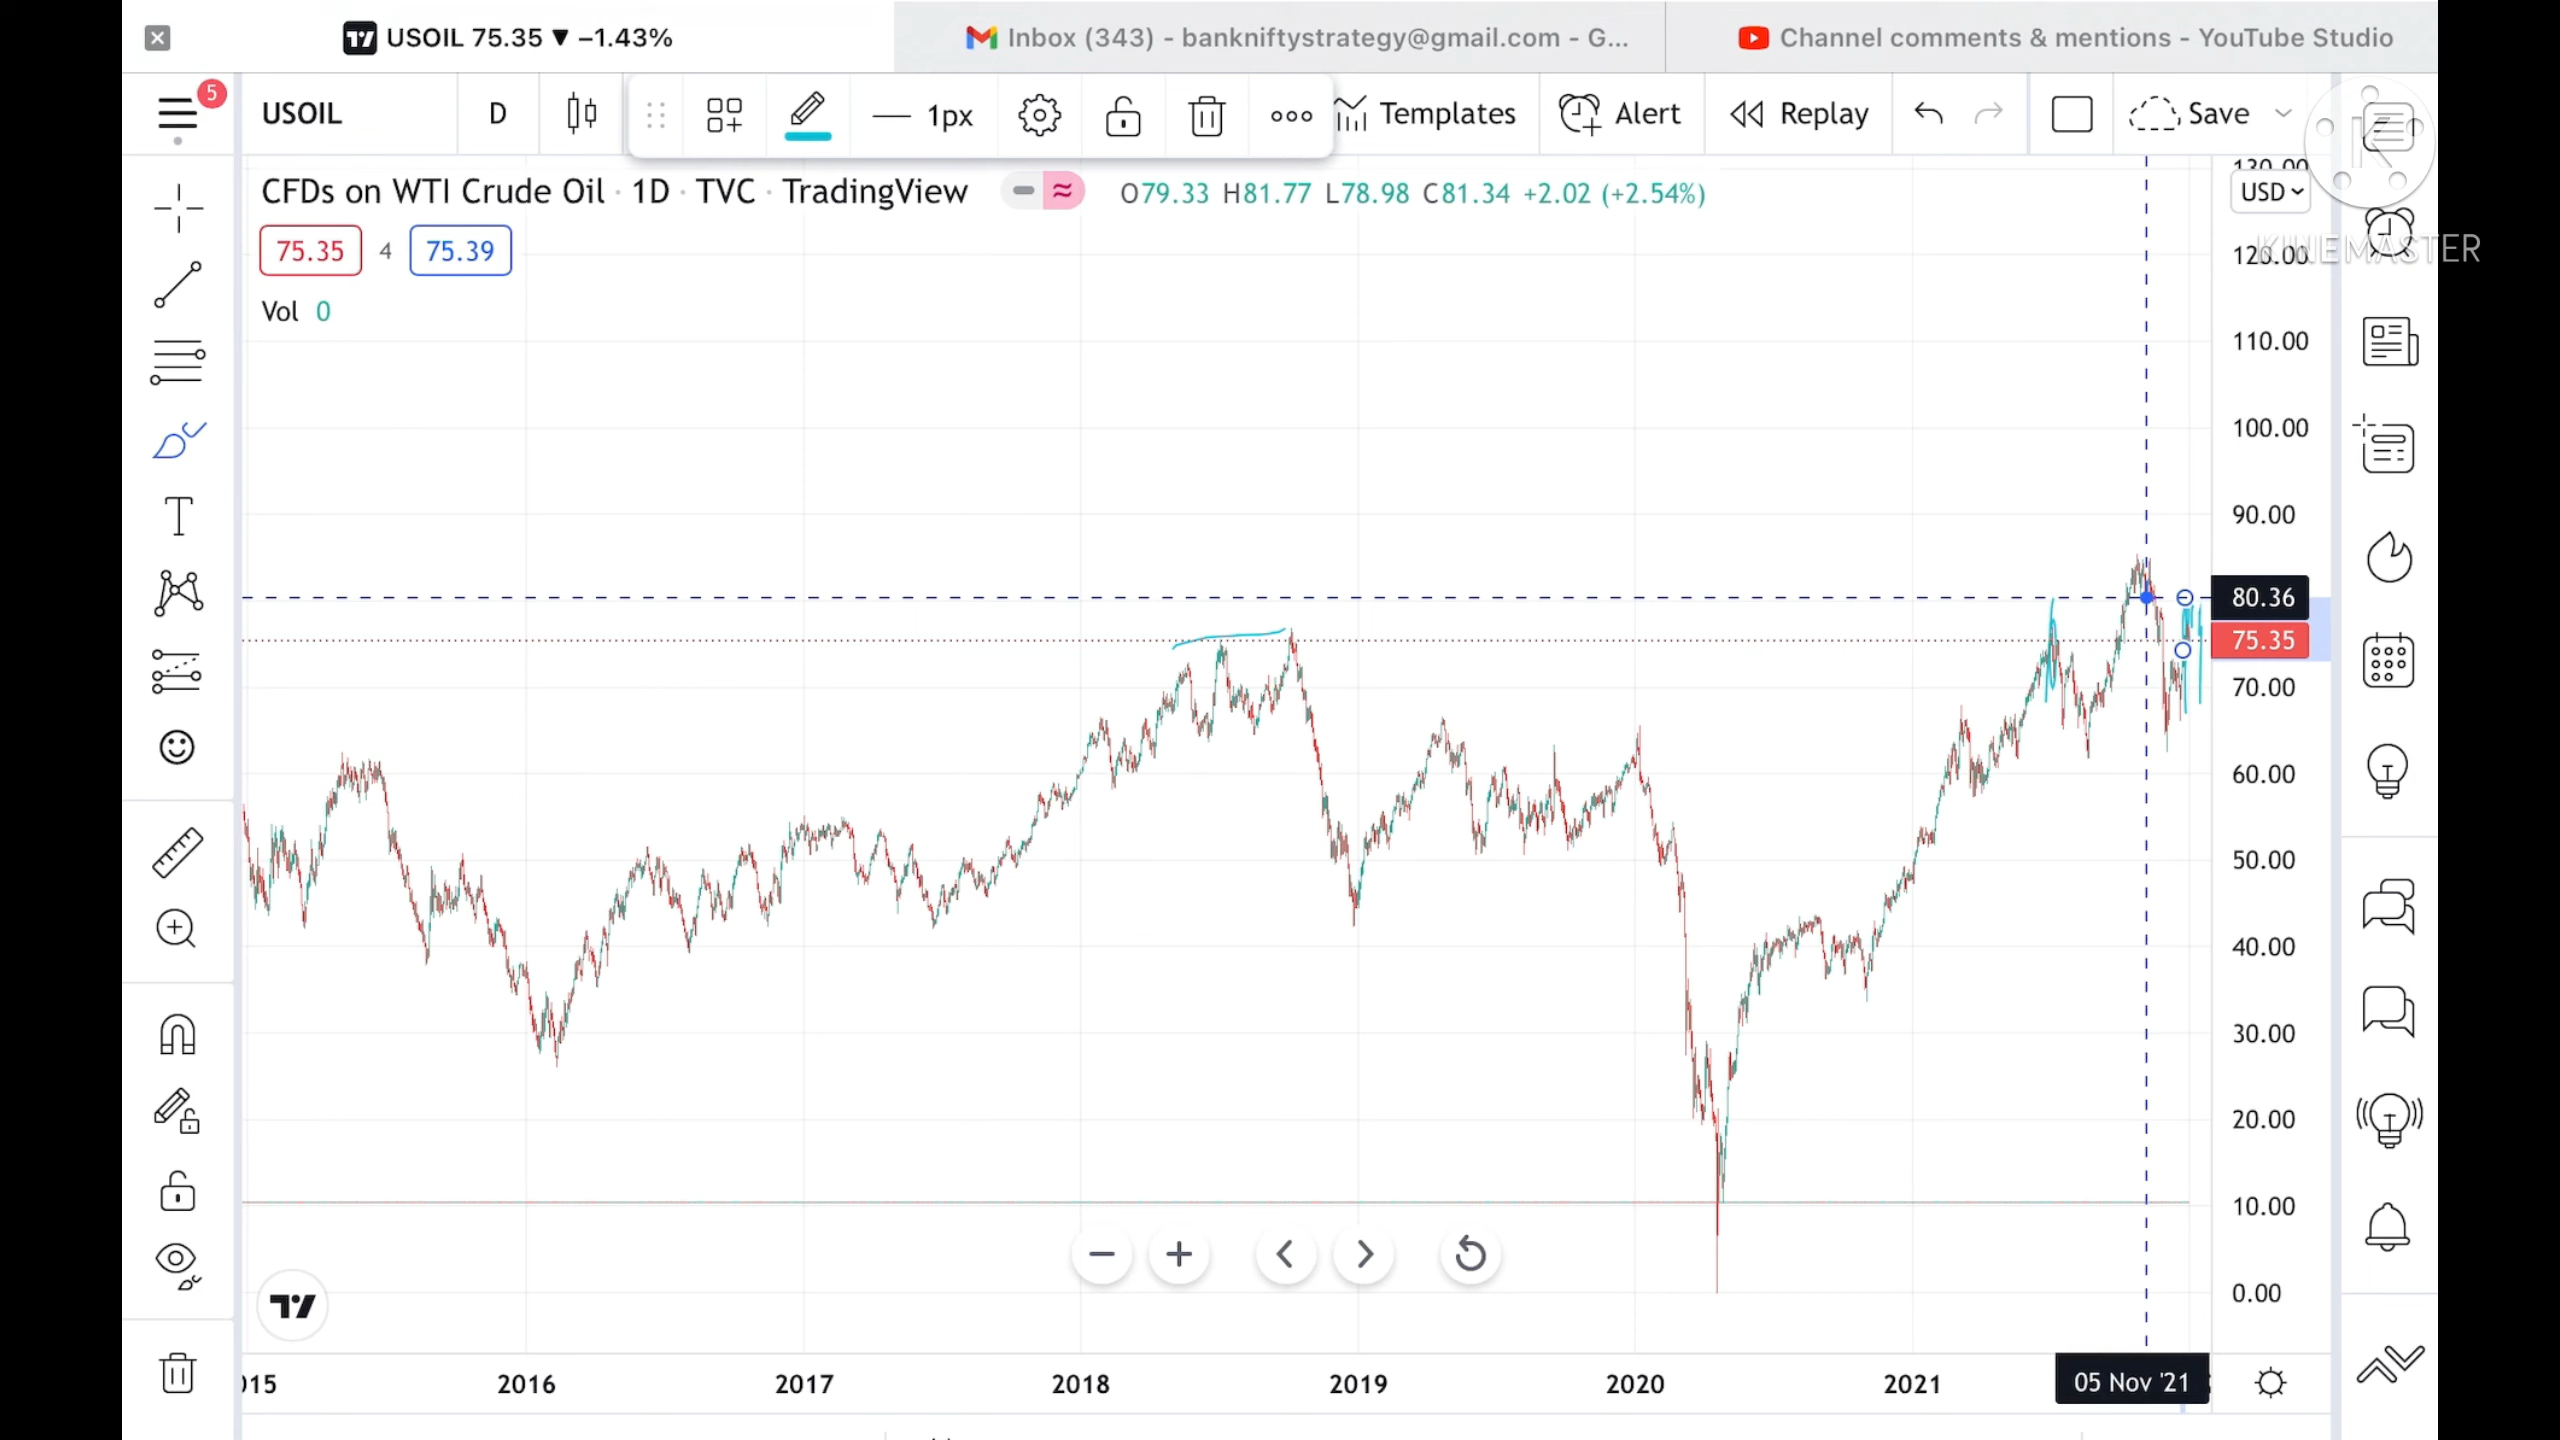 USOIL 75.35 ▼ −1.43%
Inbox (343) - bankniftystrategy@gmail.com - G...
Channel comments & mentions - YouTube Studio
5
USOIL
D
1px
Templates
Alert
Replay
Save
CFDs on WTI Crude Oil · 1D · TVC · TradingView
O79.33 H81.77 L78.98 C81.34 +2.02 (+2.54%)
USD
75.35 4 75.39
KINEMASTER
Vol 0
130.00
120.00
110.00
100.00
90.00
80.36
75.35
70.00
60.00
50.00
40.00
30.00
20.00
10.00
0.00
2016
2017
2018
2019
2020
2021
05 Nov '21